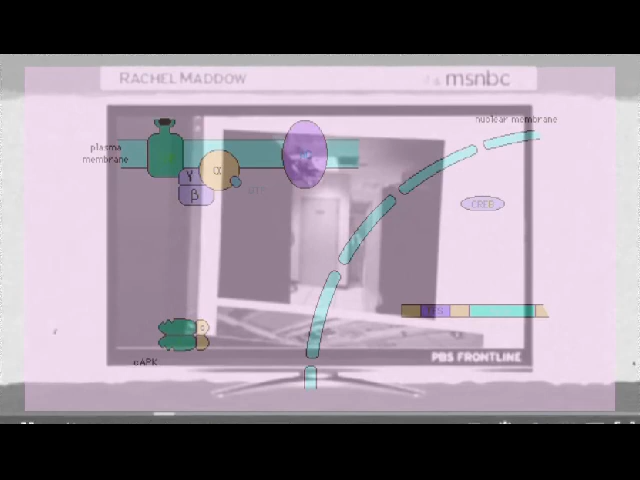 RACHEL MADDOW
msnbc
nuclear membrane
plasma
membrane
α
γ
β
CREB
C
PBS FRONTLINE
cAPK